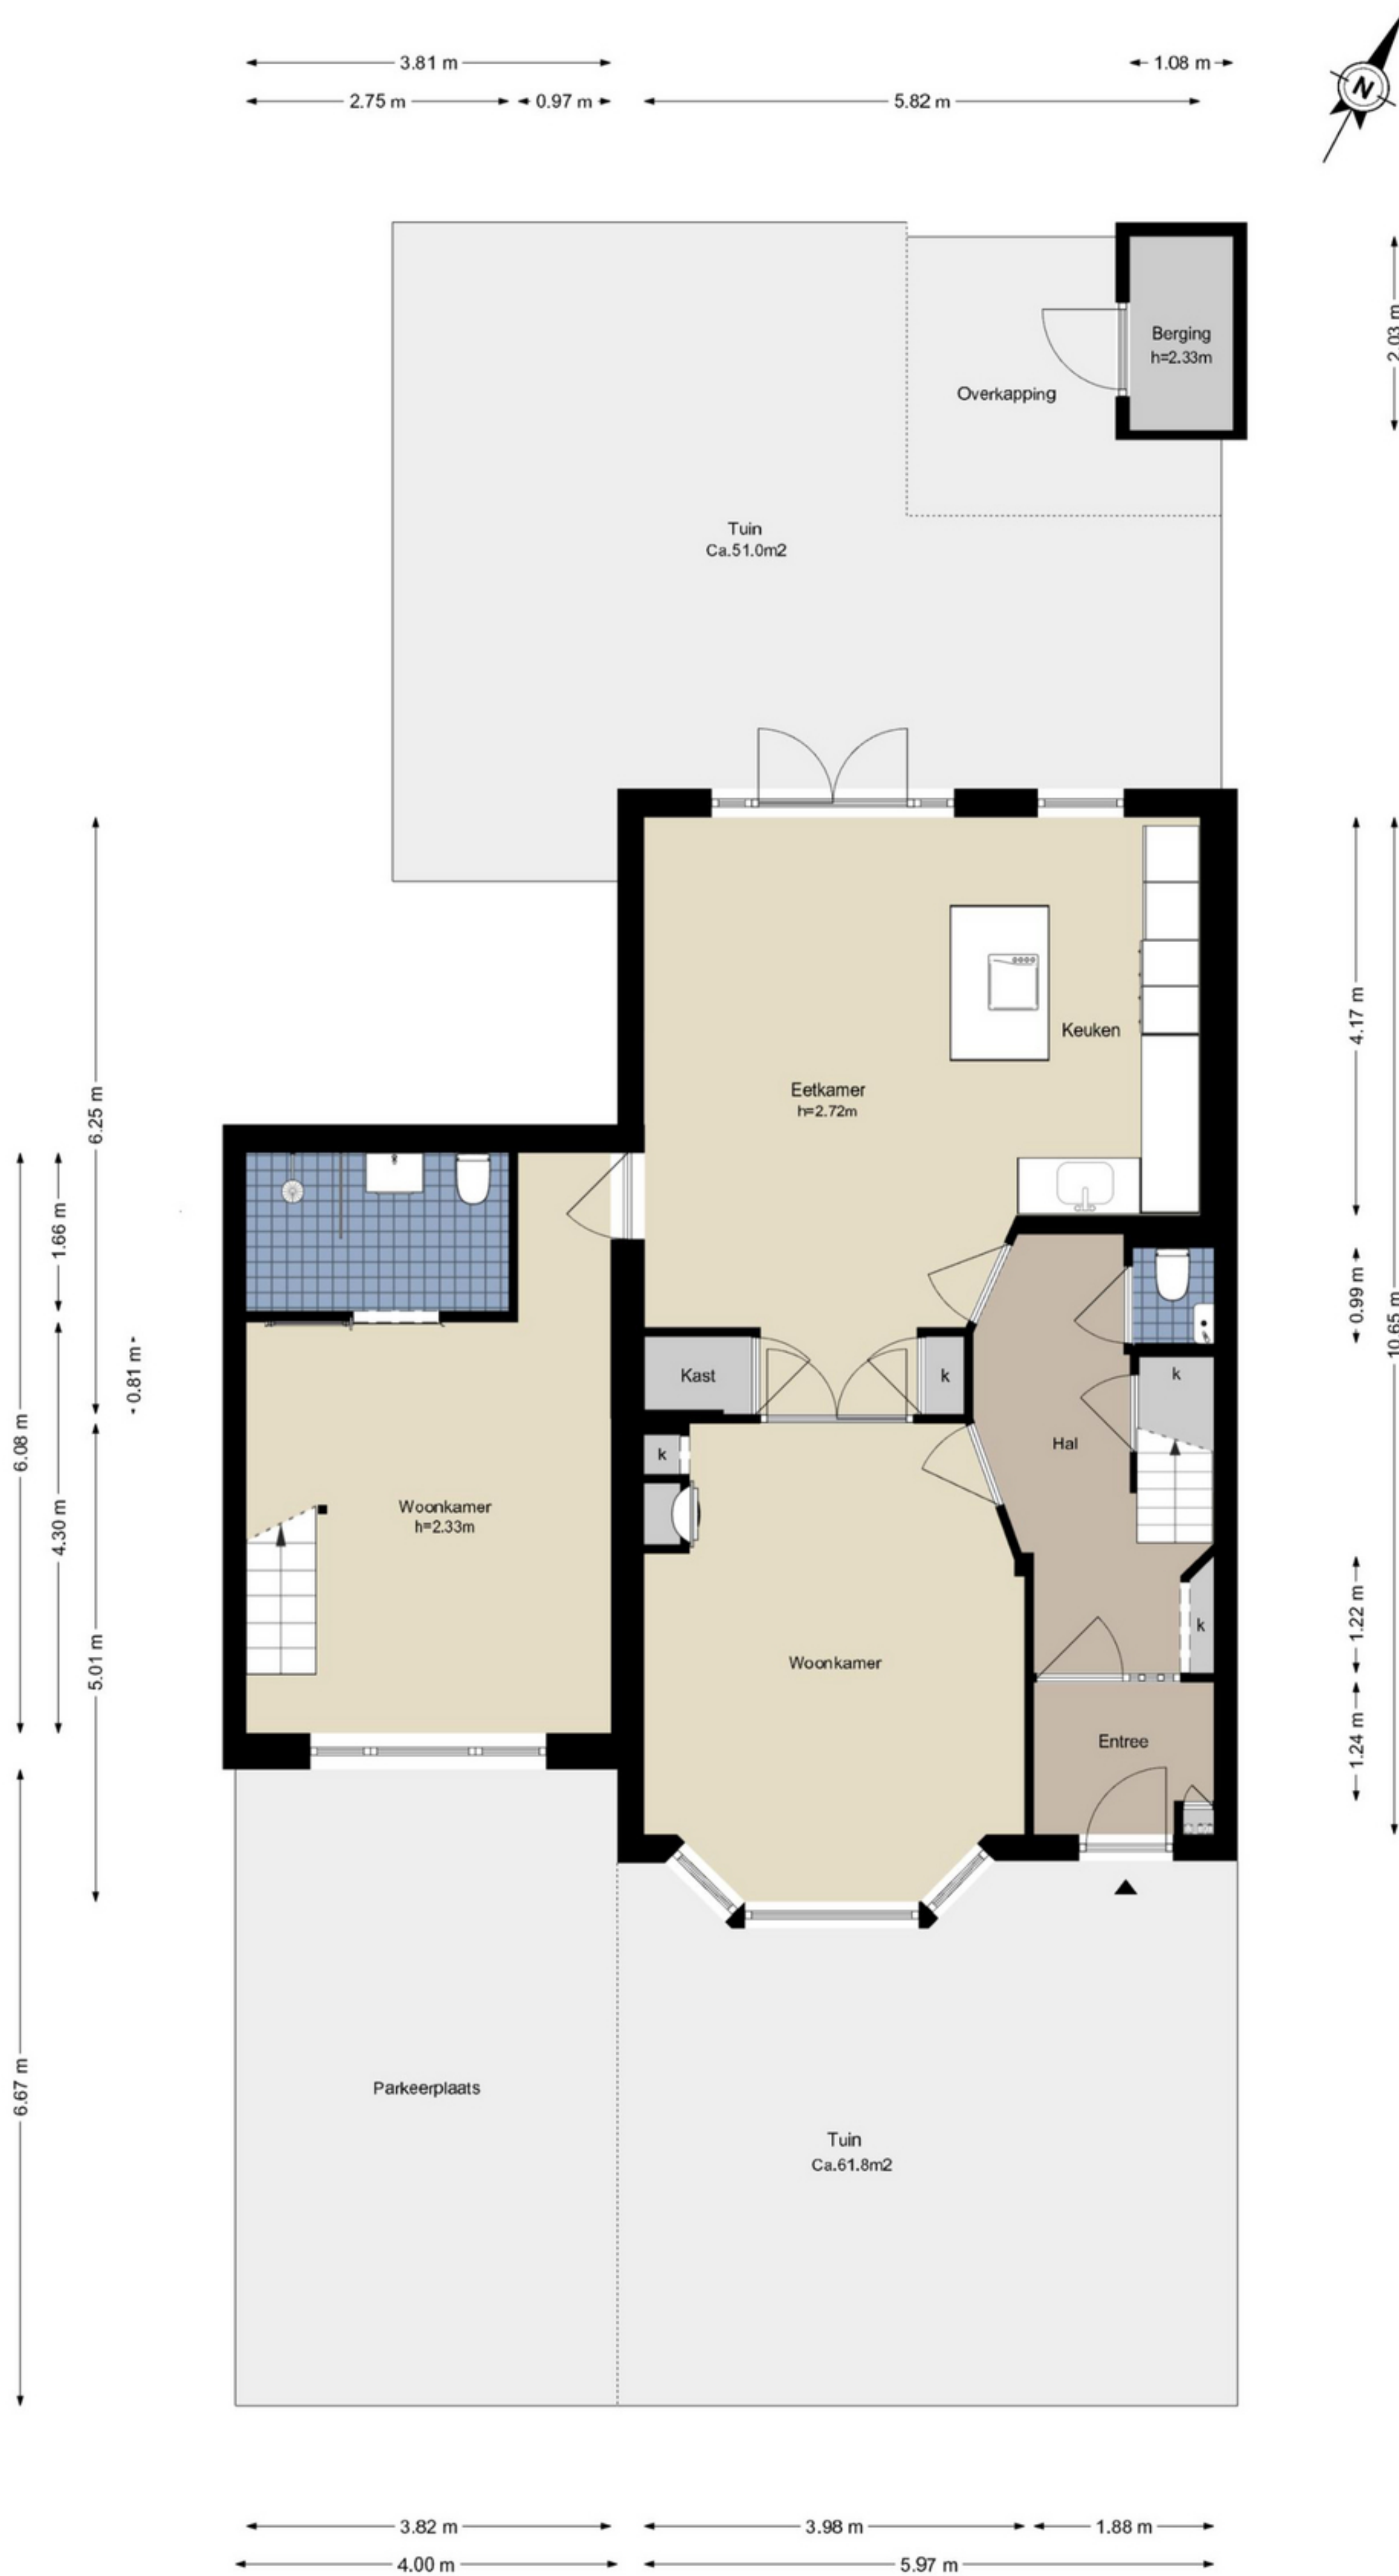 3.81 m
1.08 m
2.75 m
0.97 m
5.82 m
N
Berging
h=2.33m
2.03 m
Overkapping
Tuin
Ca.51.0m2
4.17 m
Keuken
Eetkamer
h=2.72m
6.25 m
1.66 m
0.99 m
10.65 m
0.81 m
Kast
k
k
6.08 m
Hal
k
Woonkamer
h=2.33m
4.30 m
1.22 m
k
5.01 m
Woonkamer
Entree
1.24 m
Parkeerplaats
6.67 m
Tuin
Ca.61.8m2
3.82 m
3.98 m
1.88 m
4.00 m
5.97 m